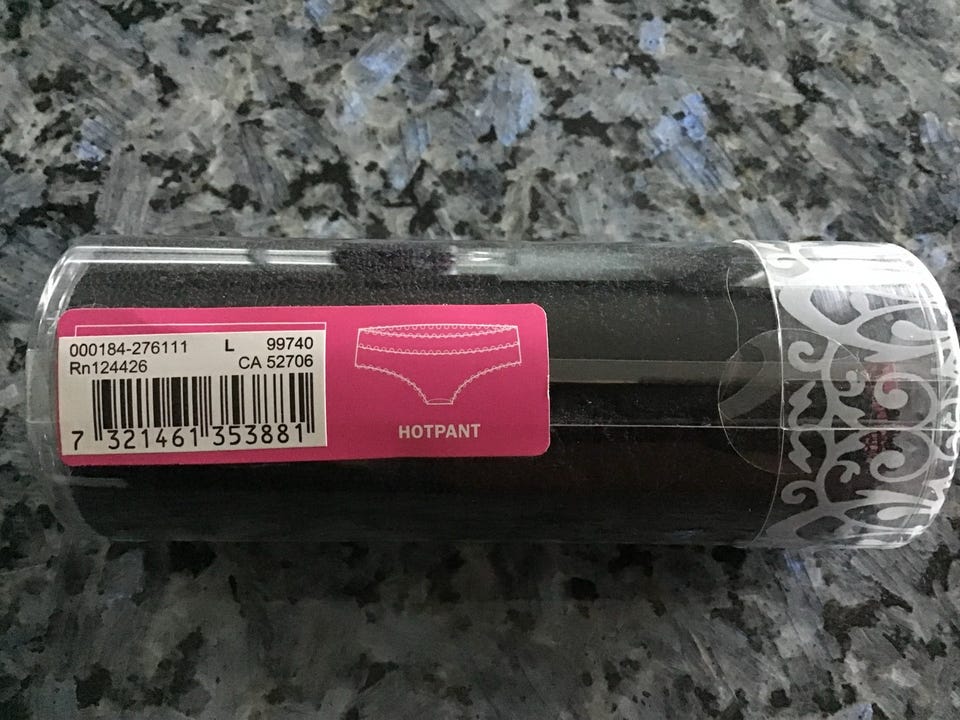 000184-276111 L 99740
Rn124426 CA 52706
7 321461 353881
HOTPANT